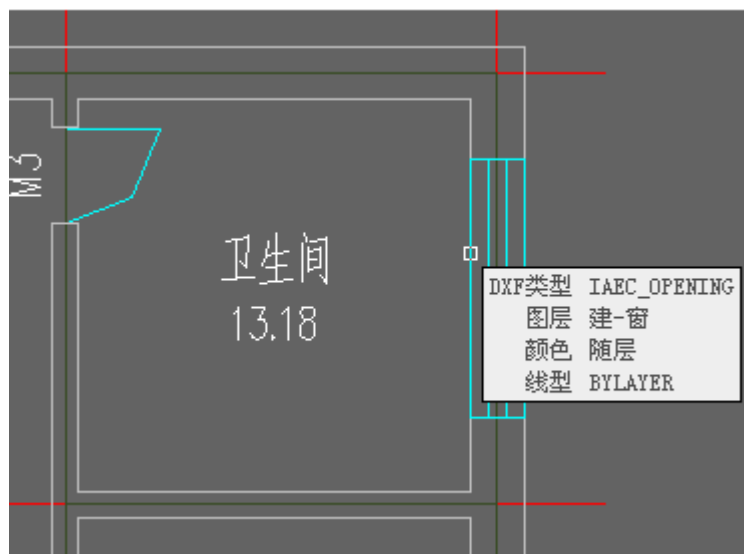 M3
卫生间
13.18
DXF类型 IAEC_OPENING
图层 建-窗
颜色 随层
线型 BYLAYER